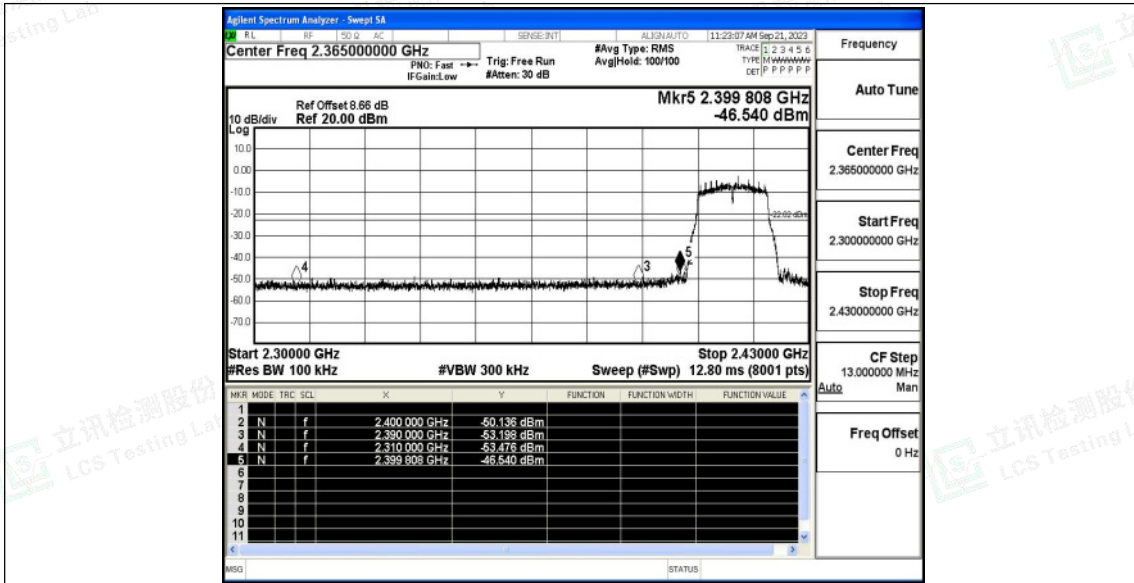 Agilent Spectrum Analyzer - Swept SA
RL RF 50 Ω AC SENSE:INT ALIGN AUTO 11:23:07 AM Sep 21, 2023
Center Freq 2.365000000 GHz
PNO: Fast
IFGain:Low
Trig: Free Run
#Atten: 30 dB
#Avg Type: RMS
Avg|Hold: 100/100
TRACE 1 2 3 4 5 6
TYPE M WWWWW
DET P P P P P P
Frequency
Auto Tune
Center Freq
2.365000000 GHz
Start Freq
2.300000000 GHz
Stop Freq
2.430000000 GHz
CF Step
13.000000 MHz
Auto Man
Freq Offset
0 Hz
Mkr5 2.399 808 GHz
-46.540 dBm
Ref Offset 8.66 dB
10 dB/div Ref 20.00 dBm
Log
10.0
0.00
-10.0
-20.0
-22.02 dBm
-30.0
-40.0
-50.0
-60.0
-70.0
4
3
5
Start 2.30000 GHz Stop 2.43000 GHz
#Res BW 100 kHz #VBW 300 kHz Sweep (#Swp) 12.80 ms (8001 pts)
MKR MODE TRC SCL X Y FUNCTION FUNCTION WIDTH FUNCTION VALUE
1
2 N f 2.400 000 GHz -50.136 dBm
3 N f 2.390 000 GHz -53.198 dBm
4 N f 2.310 000 GHz -53.476 dBm
5 N f 2.399 808 GHz -46.540 dBm
6
7
8
9
10
11
MSG STATUS
立讯检测股份
LCS Testing Lab